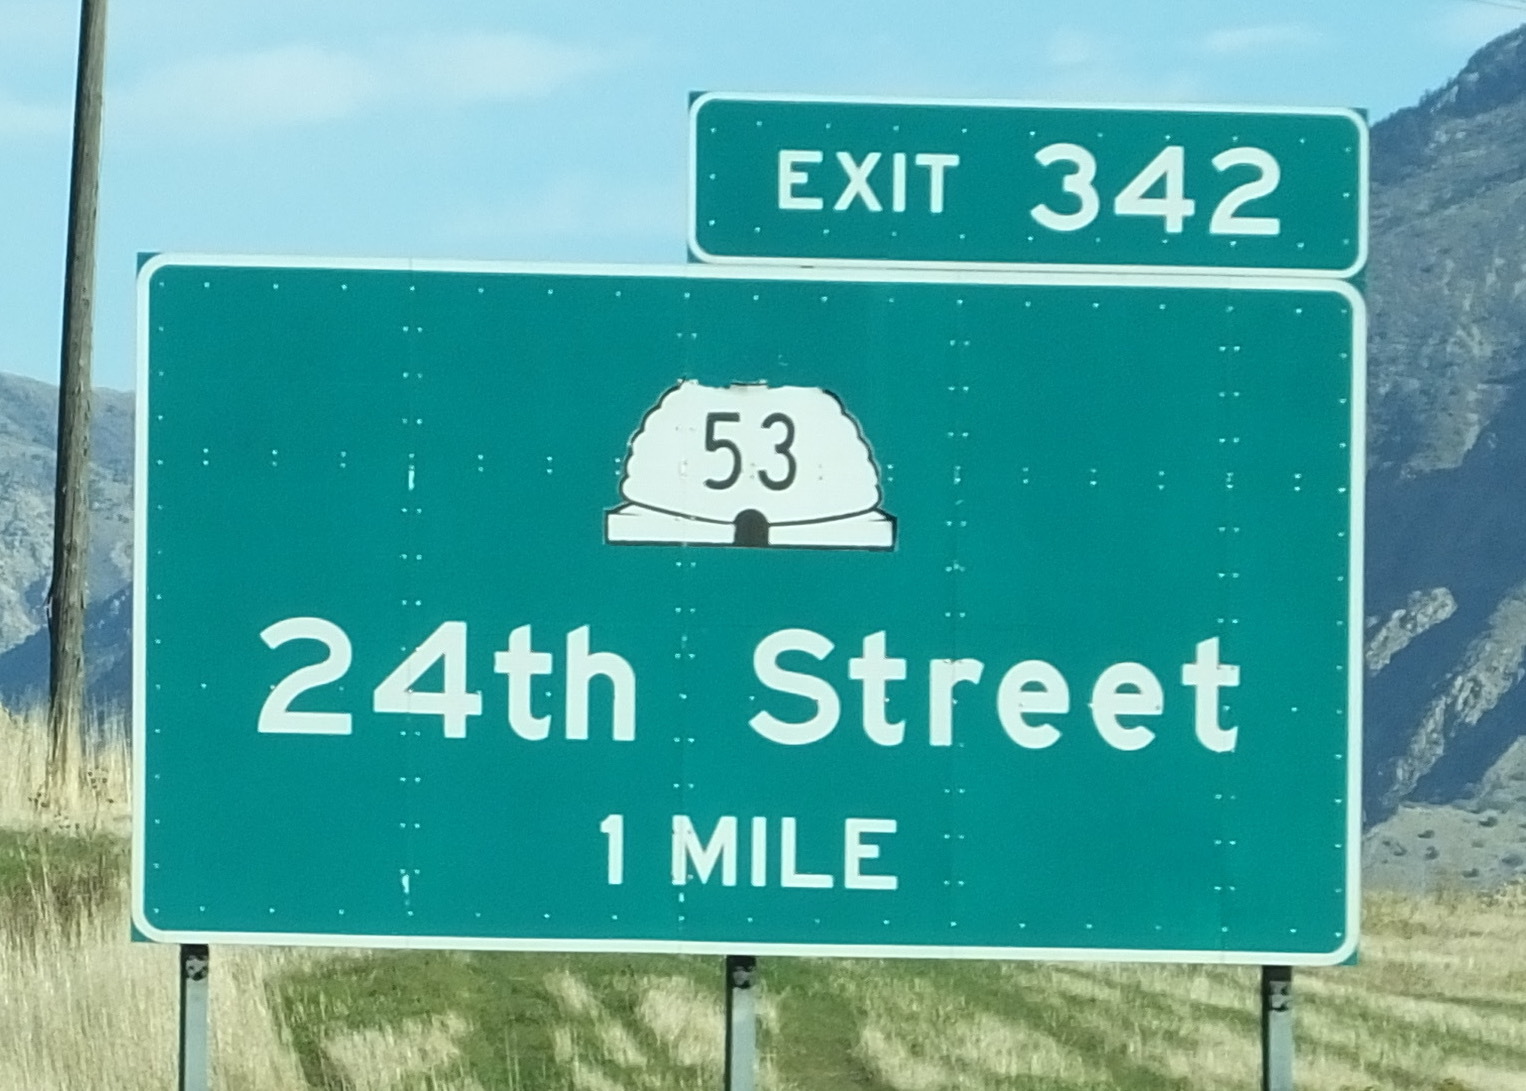 EXIT 342
53
24th Street
1 MILE